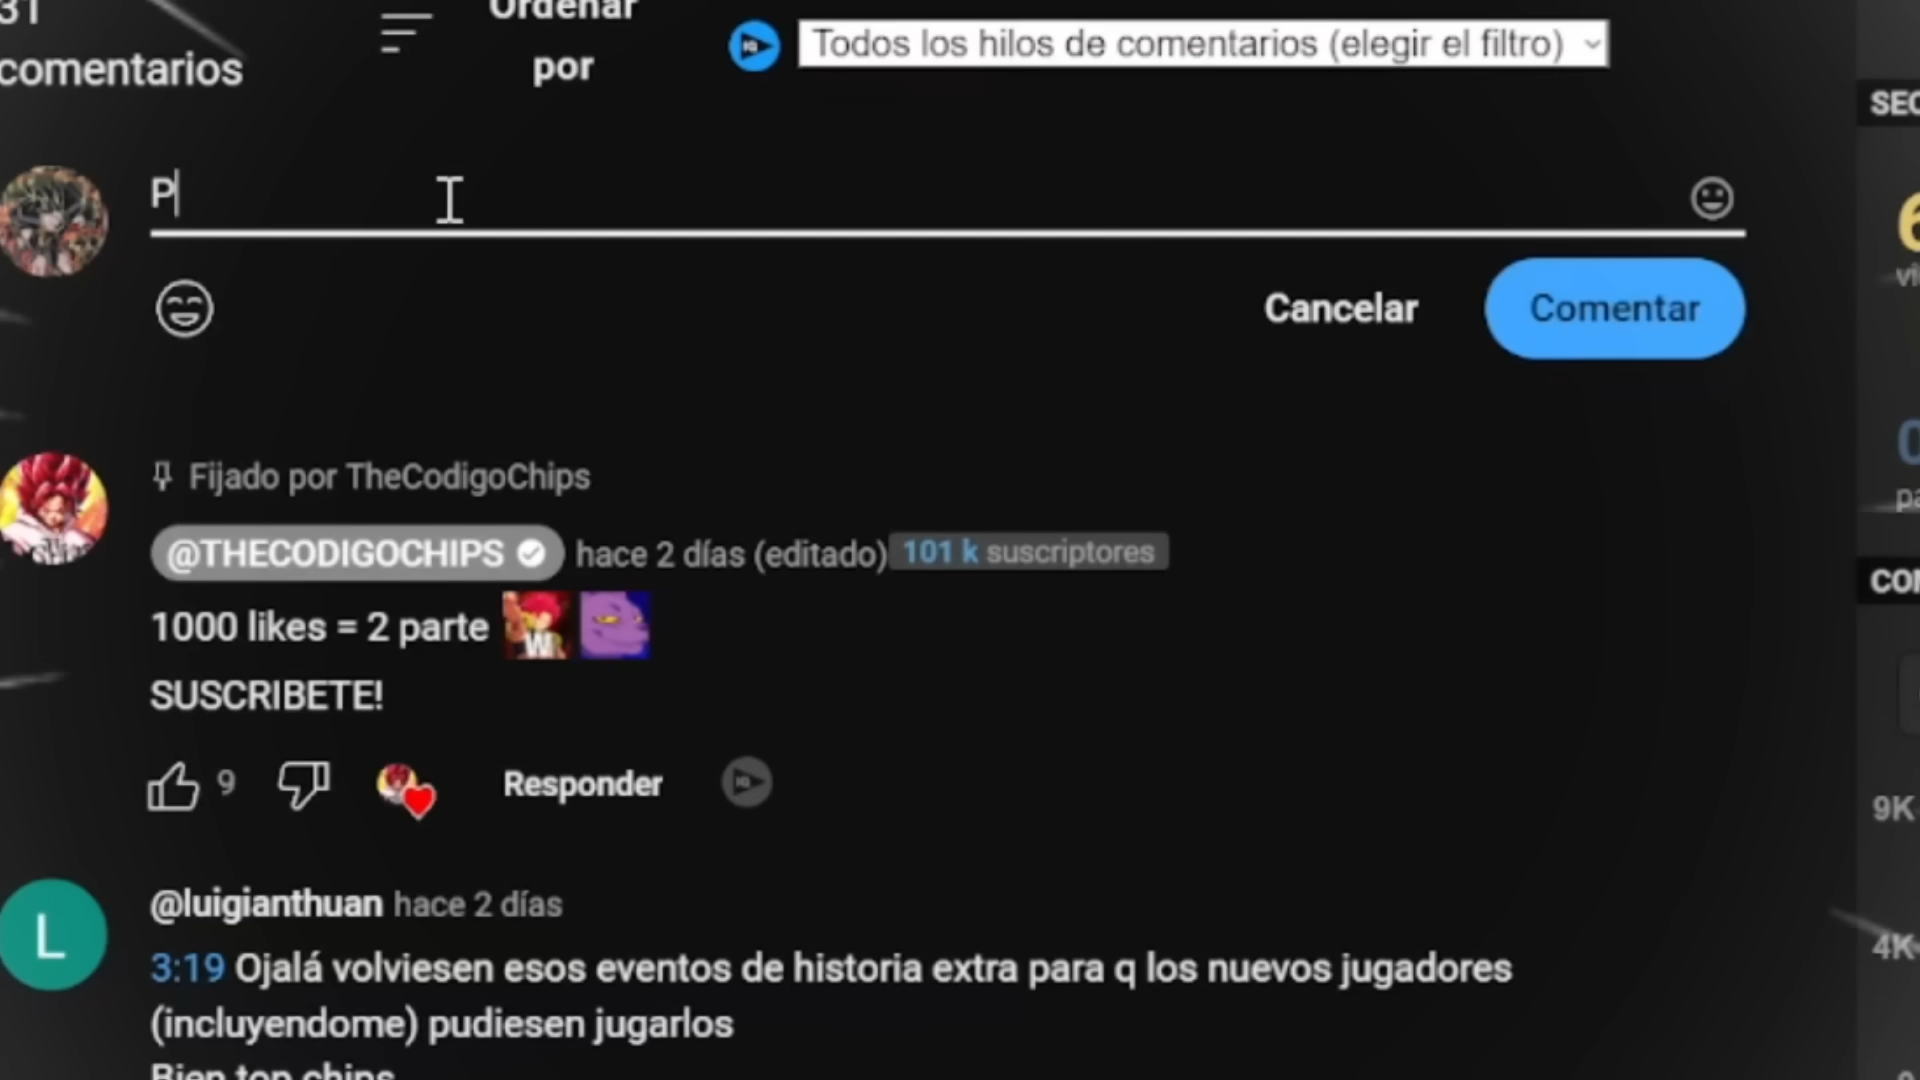 31
comentarios
Ordenar
por
Todos los hilos de comentarios (elegir el filtro)
P
Cancelar
Comentar
Fijado por TheCodigoChips
@THECODIGOCHIPS hace 2 días (editado) 101 k suscriptores
1000 likes = 2 parte
SUSCRIBETE!
9
Responder
L
@luigianthuan hace 2 días
3:19 Ojalá volviesen esos eventos de historia extra para q los nuevos jugadores
(incluyendome) pudiesen jugarlos
Bien top chips
9K
4K